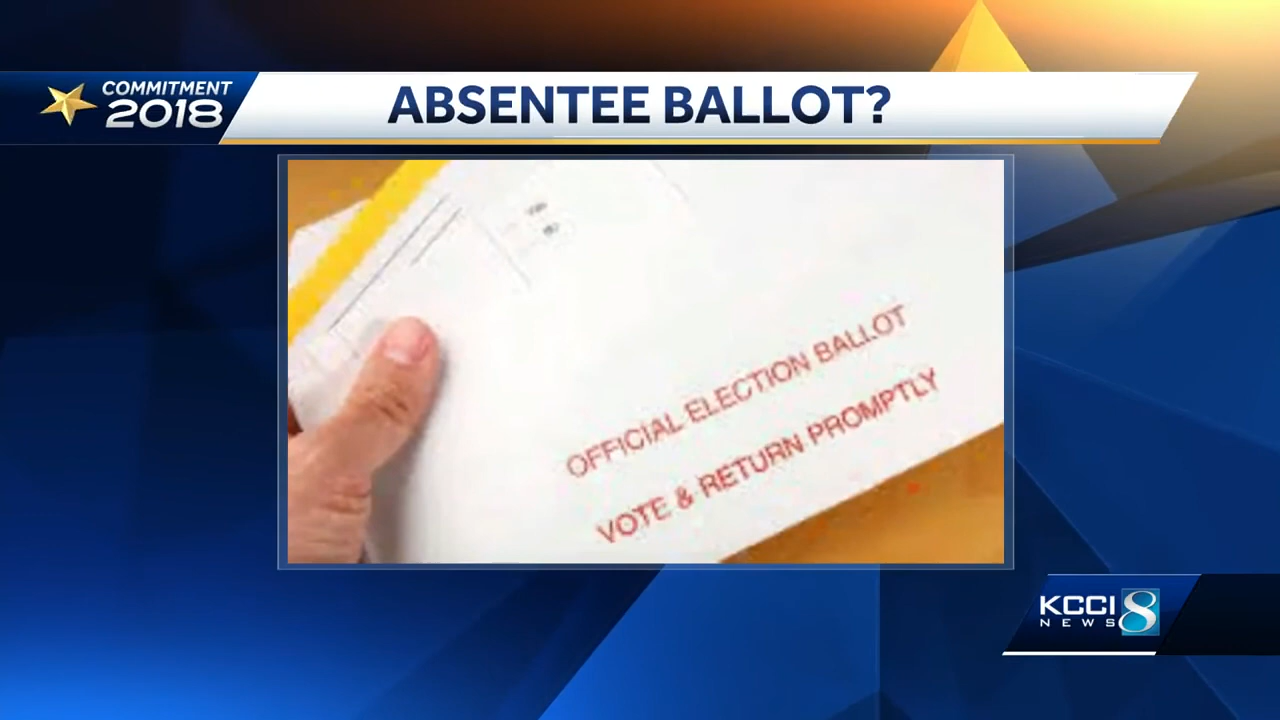 COMMITMENT
2018
ABSENTEE BALLOT?
OFFICIAL ELECTION BALLOT
VOTE & RETURN PROMPTLY
KCCI 8
NEWS